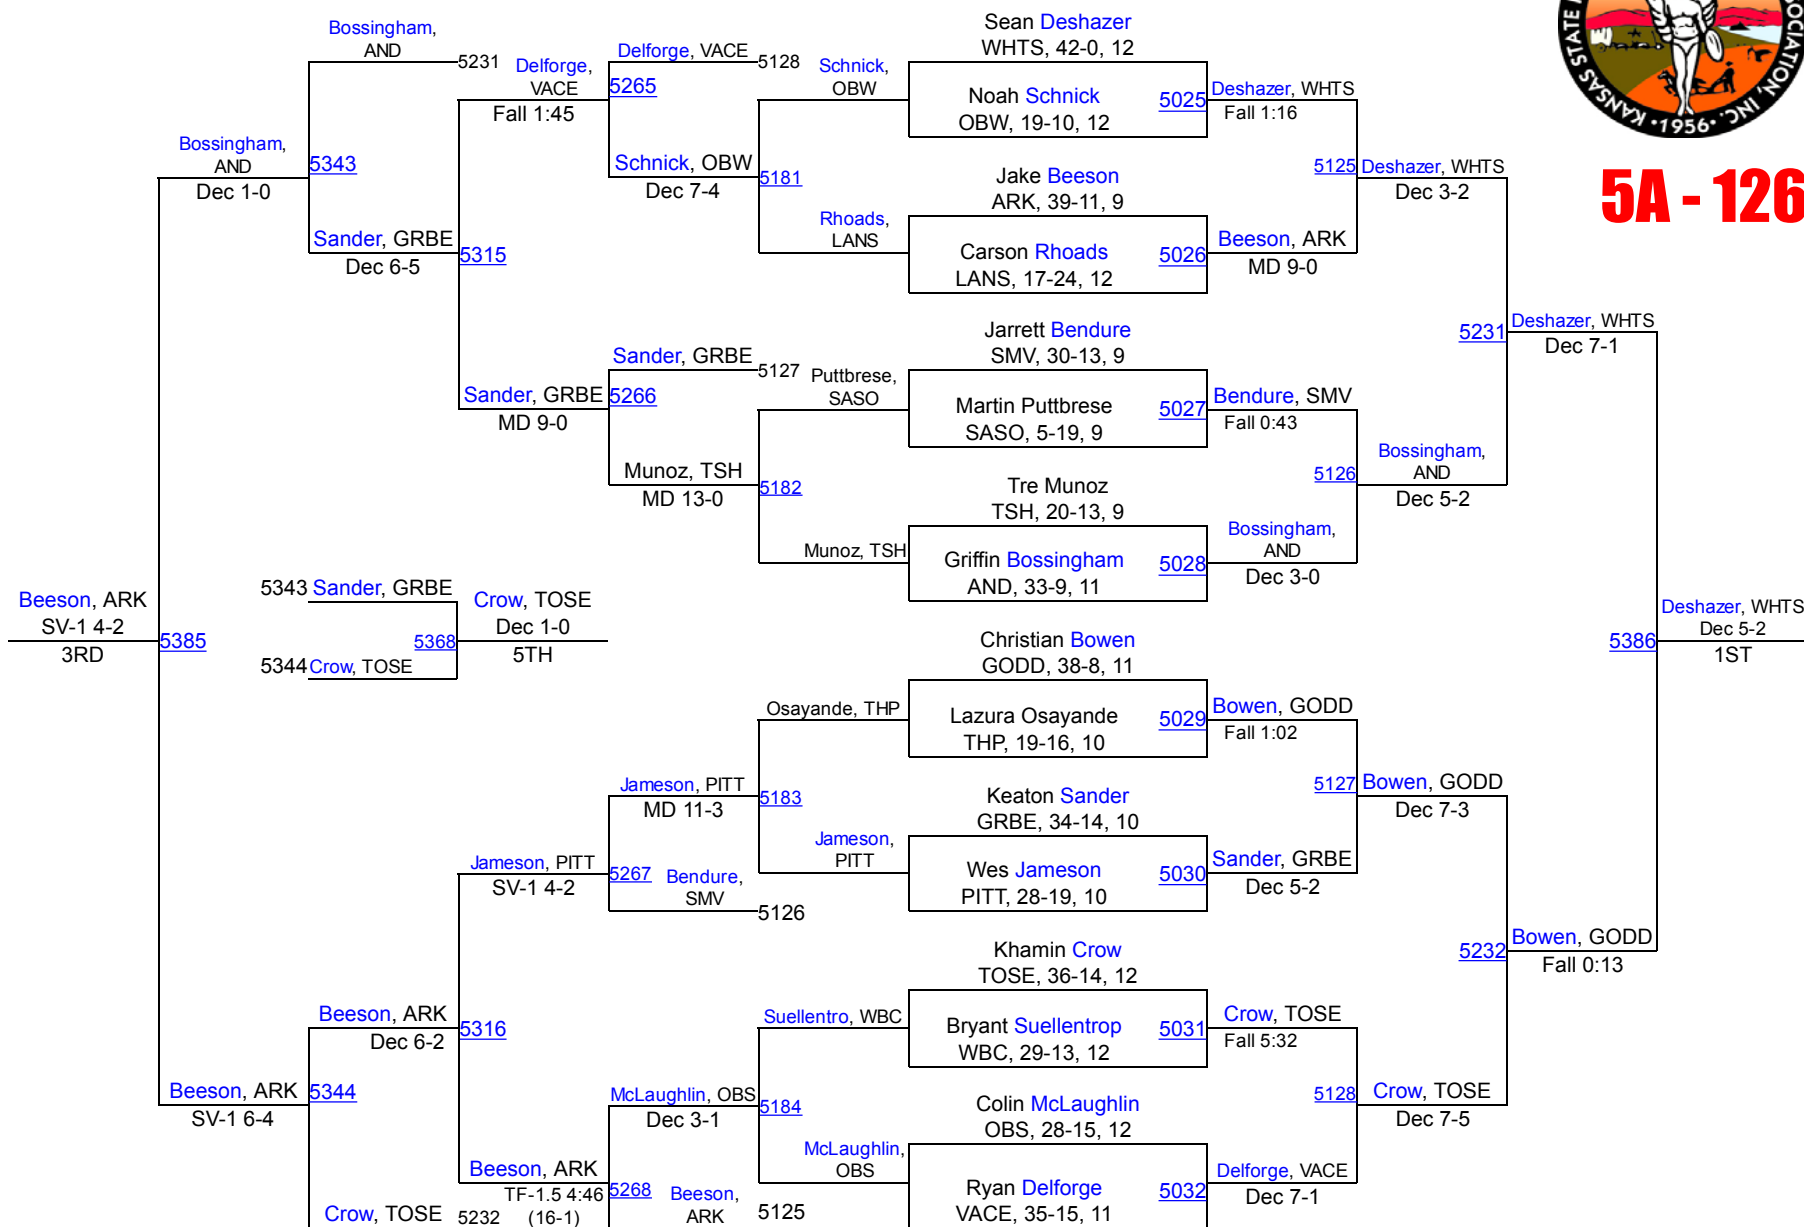 KANSAS STATE
OCIATION, INC.
•1956•
5A - 126
Sean Deshazer
WHTS, 42-0, 12
Noah Schnick
OBW, 19-10, 12
5025
Jake Beeson
ARK, 39-11, 9
Carson Rhoads
LANS, 17-24, 12
5026
Jarrett Bendure
SMV, 30-13, 9
Martin Puttbrese
SASO, 5-19, 9
5027
Tre Munoz
TSH, 20-13, 9
Griffin Bossingham
AND, 33-9, 11
5028
Christian Bowen
GODD, 38-8, 11
Lazura Osayande
THP, 19-16, 10
5029
Keaton Sander
GRBE, 34-14, 10
Wes Jameson
PITT, 28-19, 10
5030
Khamin Crow
TOSE, 36-14, 12
Bryant Suellentrop
WBC, 29-13, 12
5031
Colin McLaughlin
OBS, 28-15, 12
Ryan Delforge
VACE, 35-15, 11
5032
Deshazer, WHTS
Fall 1:16
5125
Beeson, ARK
MD 9-0
Bendure, SMV
Fall 0:43
5126
Bossingham,
AND
Dec 3-0
Bowen, GODD
Fall 1:02
5127
Sander, GRBE
Dec 5-2
Crow, TOSE
Fall 5:32
5128
Delforge, VACE
Dec 7-1
Deshazer, WHTS
Dec 3-2
5231
Bossingham,
AND
Dec 5-2
Bowen, GODD
Dec 7-3
5232
Crow, TOSE
Dec 7-5
Deshazer, WHTS
Dec 7-1
5386
Bowen, GODD
Fall 0:13
Deshazer, WHTS
Dec 5-2
1ST
Schnick,
OBW
5181
Rhoads,
LANS
Puttbrese,
SASO
5182
Munoz, TSH
Osayande, THP
5183
Jameson,
PITT
Suellentro, WBC
5184
McLaughlin,
OBS
Delforge, VACE
5128
5265
Schnick, OBW
Dec 7-4
Sander, GRBE
5127
5266
Munoz, TSH
MD 13-0
Jameson, PITT
MD 11-3
5267
Bendure,
SMV
5126
McLaughlin, OBS
Dec 3-1
5268
Beeson,
ARK
5125
Delforge,
VACE
Fall 1:45
5315
Sander, GRBE
MD 9-0
Jameson, PITT
SV-1 4-2
5316
Beeson, ARK
TF-1.5 4:46
(16-1)
Bossingham,
AND
5231
5343
Sander, GRBE
Dec 6-5
Beeson, ARK
Dec 6-2
5344
Crow, TOSE
5232
Bossingham,
AND
Dec 1-0
5385
Beeson, ARK
SV-1 6-4
Beeson, ARK
SV-1 4-2
3RD
5343 Sander, GRBE
5368
5344 Crow, TOSE
Crow, TOSE
Dec 1-0
5TH